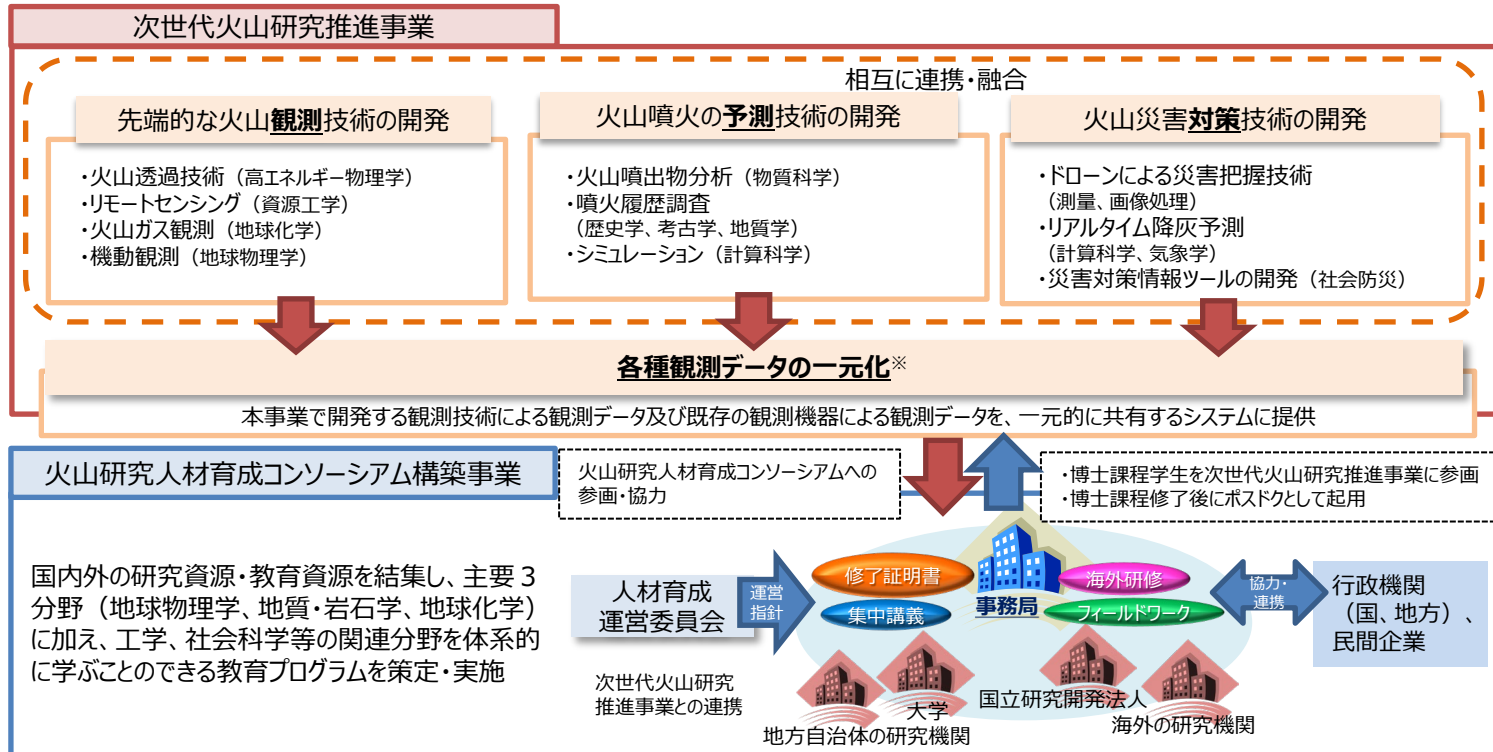 次世代火山研究推進事業
相互に連携・融合
先端的な火山観測技術の開発
・火山透過技術（高エネルギー物理学）
・リモートセンシング（資源工学）
・火山ガス観測（地球化学）
・機動観測（地球物理学）
火山噴火の予測技術の開発
・火山噴出物分析（物質科学）
・噴火履歴調査
（歴史学、考古学、地質学）
・シミュレーション（計算科学）
火山災害対策技術の開発
・ドローンによる災害把握技術
（測量、画像処理）
・リアルタイム降灰予測
（計算科学、気象学）
・災害対策情報ツールの開発（社会防災）
各種観測データの一元化※
本事業で開発する観測技術による観測データ及び既存の観測機器による観測データを、一元的に共有するシステムに提供
火山研究人材育成コンソーシアム構築事業
火山研究人材育成コンソーシアムへの
参画・協力
・博士課程学生を次世代火山研究推進事業に参画
・博士課程修了後にポスドクとして起用
国内外の研究資源・教育資源を結集し、主要３
分野（地球物理学、地質・岩石学、地球化学）
に加え、工学、社会科学等の関連分野を体系的
に学ぶことのできる教育プログラムを策定・実施
人材育成
運営委員会
運営
指針
修了証明書
集中講義
事務局
海外研修
フィールドワーク
協力・
連携
行政機関
（国、地方）、
民間企業
次世代火山研究
推進事業との連携
大学
地方自治体の研究機関
国立研究開発法人
海外の研究機関